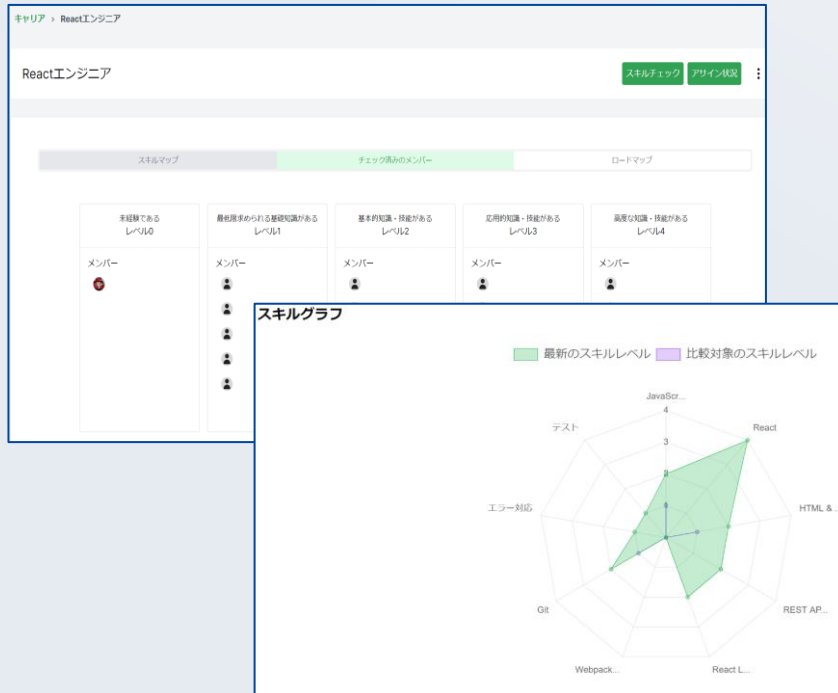 キャリア › Reactエンジニア
Reactエンジニア
スキルチェック アサイン状況
スキルマップ チェック済みのメンバー ロードマップ
未経験である 最低限求められる基礎知識がある 基本的知識・技能がある 応用的知識・技能がある 高度な知識・技能がある
レベル0 レベル1 レベル2 レベル3 レベル4
メンバー メンバー メンバー メンバー メンバー
スキルグラフ
最新のスキルレベル 比較対象のスキルレベル
JavaScr...
4
テスト React
3
2
エラー対応 1 HTML & ...
0
Git REST AP...
Webpack... React L...